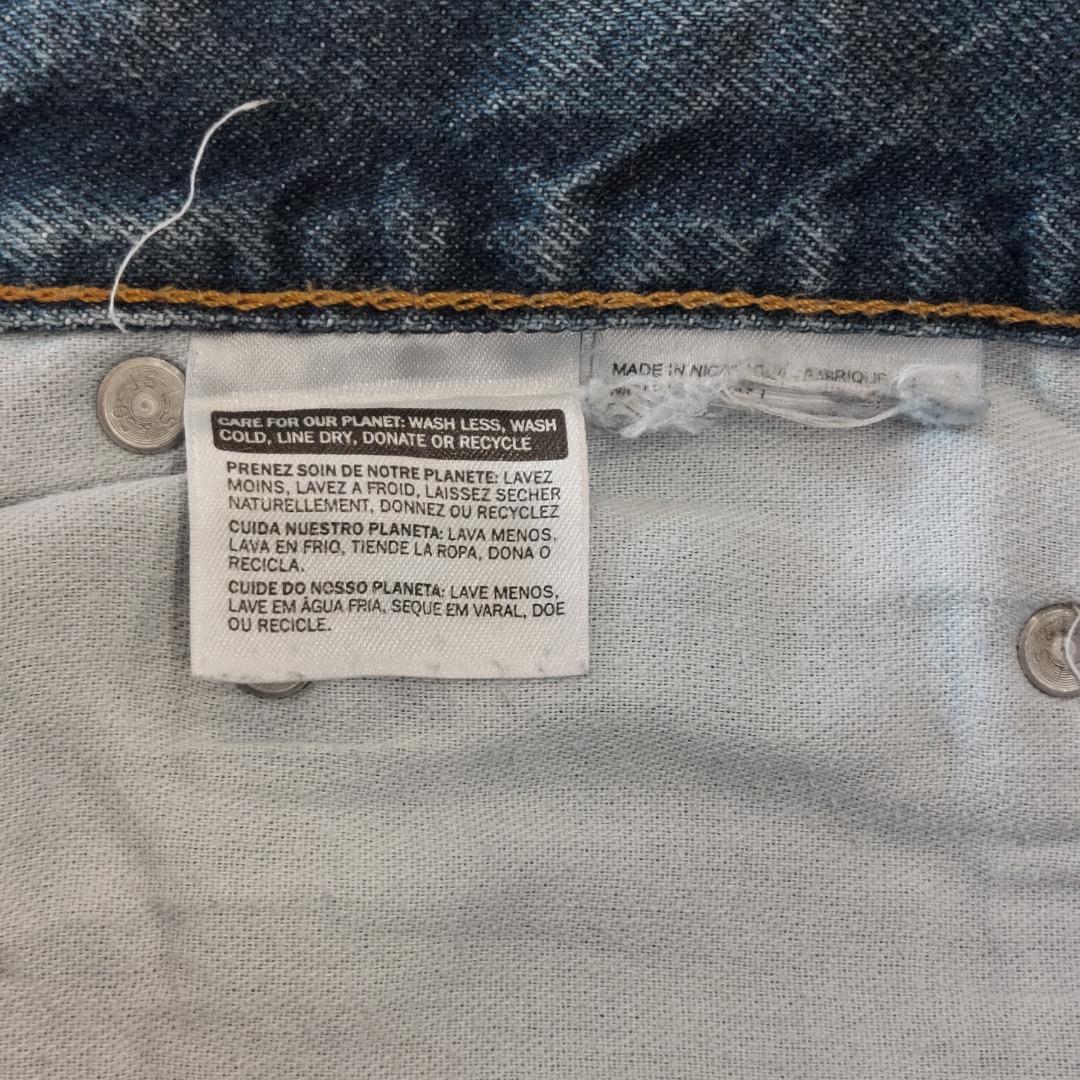 CARE FOR OUR PLANET: WASH LESS, WASH
COLD, LINE DRY, DONATE OR RECYCLE
PRENEZ SOIN DE NOTRE PLANETE: LAVEZ
MOINS, LAVEZ A FROID, LAISSEZ SECHER
NATURELLEMENT, DONNEZ OU RECYCLEZ
CUIDA NUESTRO PLANETA: LAVA MENOS,
LAVA EN FRIO, TIENDE LA ROPA, DONA O
RECICLA.
CUIDE DO NOSSO PLANETA: LAVE MENOS,
LAVE EM ÁGUA FRIA, SEQUE EM VARAL, DOE
OU RECICLE.
MADE IN